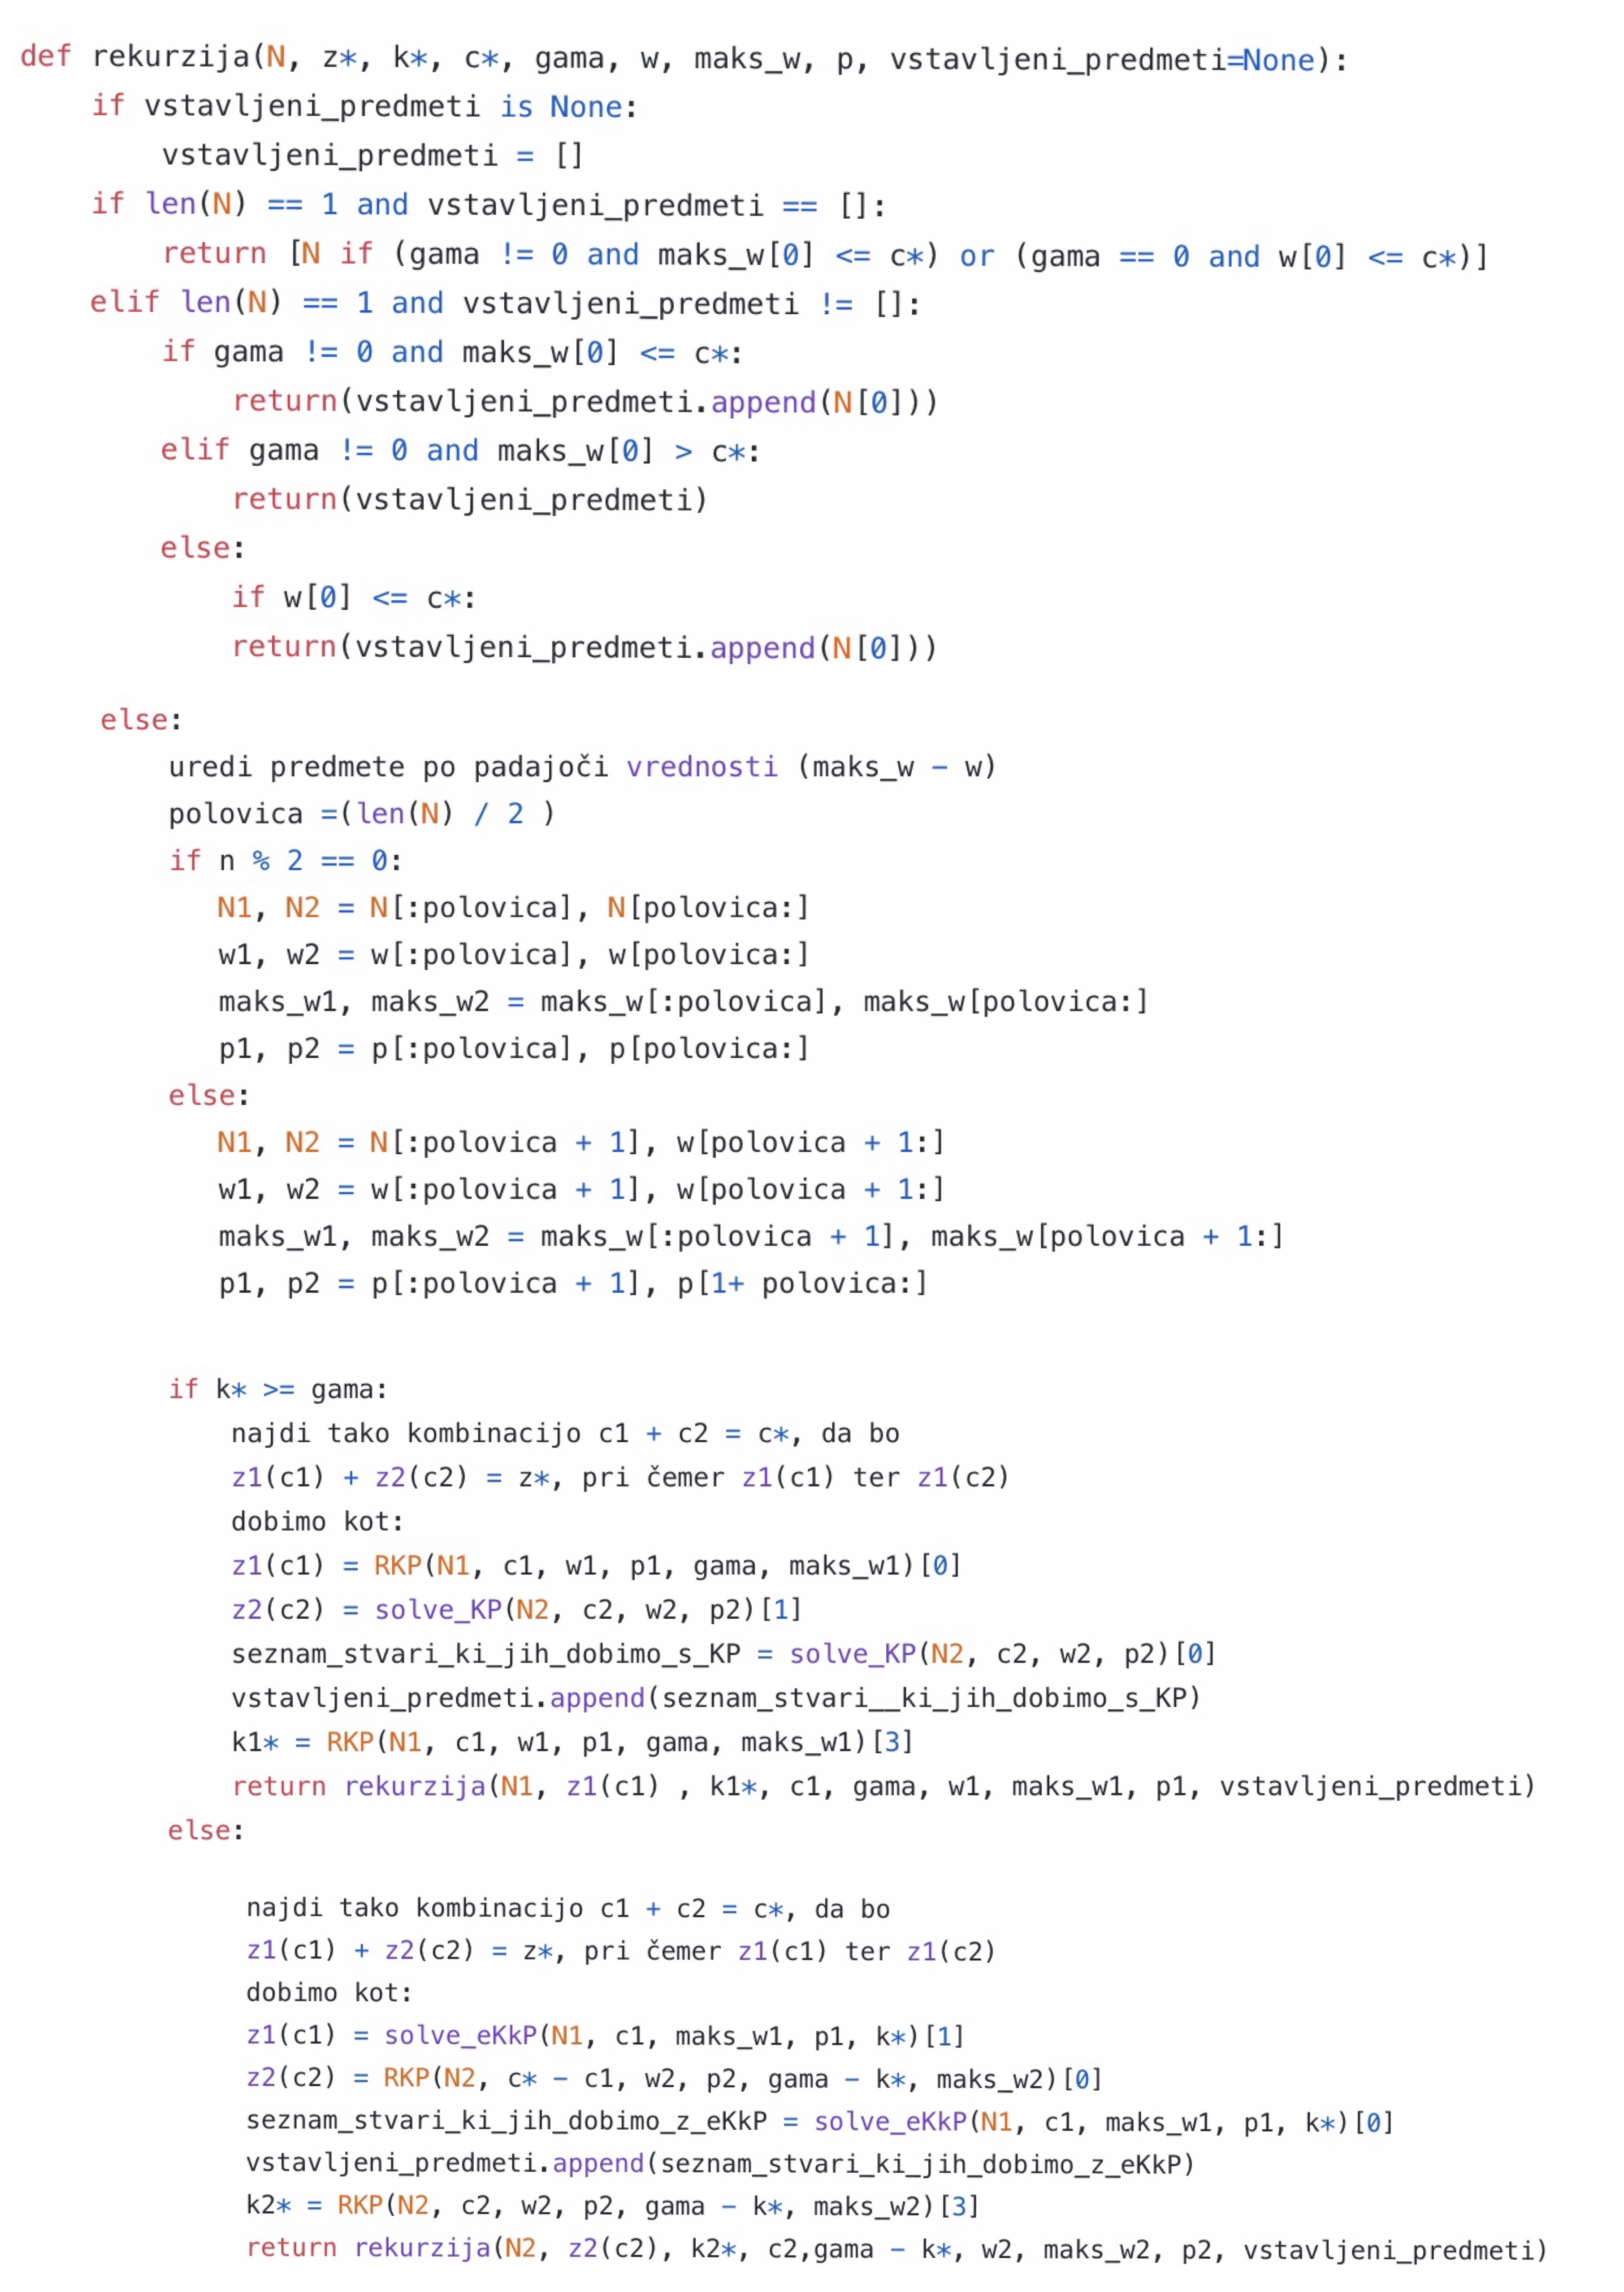 def rekurzija(N, z*, k*, c*, gama, w, maks_w, p, vstavljeni_predmeti=None):
    if vstavljeni_predmeti is None:
        vstavljeni_predmeti = []
    if len(N) == 1 and vstavljeni_predmeti == []:
        return [N if (gama != 0 and maks_w[0] <= c*) or (gama == 0 and w[0] <= c*)]
    elif len(N) == 1 and vstavljeni_predmeti != []:
        if gama != 0 and maks_w[0] <= c*:
            return(vstavljeni_predmeti.append(N[0]))
        elif gama != 0 and maks_w[0] > c*:
            return(vstavljeni_predmeti)
        else:
            if w[0] <= c*:
            return(vstavljeni_predmeti.append(N[0]))
    else:
        uredi predmete po padajoči vrednosti (maks_w - w)
        polovica =(len(N) / 2 )
        if n % 2 == 0:
           N1, N2 = N[:polovica], N[polovica:]
           w1, w2 = w[:polovica], w[polovica:]
           maks_w1, maks_w2 = maks_w[:polovica], maks_w[polovica:]
           p1, p2 = p[:polovica], p[polovica:]
        else:
           N1, N2 = N[:polovica + 1], w[polovica + 1:]
           w1, w2 = w[:polovica + 1], w[polovica + 1:]
           maks_w1, maks_w2 = maks_w[:polovica + 1], maks_w[polovica + 1:]
           p1, p2 = p[:polovica + 1], p[1+ polovica:]
        if k* >= gama:
            najdi tako kombinacijo c1 + c2 = c*, da bo
            z1(c1) + z2(c2) = z*, pri čemer z1(c1) ter z1(c2)
            dobimo kot:
            z1(c1) = RKP(N1, c1, w1, p1, gama, maks_w1)[0]
            z2(c2) = solve_KP(N2, c2, w2, p2)[1]
            seznam_stvari_ki_jih_dobimo_s_KP = solve_KP(N2, c2, w2, p2)[0]
            vstavljeni_predmeti.append(seznam_stvari__ki_jih_dobimo_s_KP)
            k1* = RKP(N1, c1, w1, p1, gama, maks_w1)[3]
            return rekurzija(N1, z1(c1) , k1*, c1, gama, w1, maks_w1, p1, vstavljeni_predmeti)
        else:
            najdi tako kombinacijo c1 + c2 = c*, da bo
            z1(c1) + z2(c2) = z*, pri čemer z1(c1) ter z1(c2)
            dobimo kot:
            z1(c1) = solve_eKkP(N1, c1, maks_w1, p1, k*)[1]
            z2(c2) = RKP(N2, c* - c1, w2, p2, gama - k*, maks_w2)[0]
            seznam_stvari_ki_jih_dobimo_z_eKkP = solve_eKkP(N1, c1, maks_w1, p1, k*)[0]
            vstavljeni_predmeti.append(seznam_stvari_ki_jih_dobimo_z_eKkP)
            k2* = RKP(N2, c2, w2, p2, gama - k*, maks_w2)[3]
            return rekurzija(N2, z2(c2), k2*, c2,gama - k*, w2, maks_w2, p2, vstavljeni_predmeti)